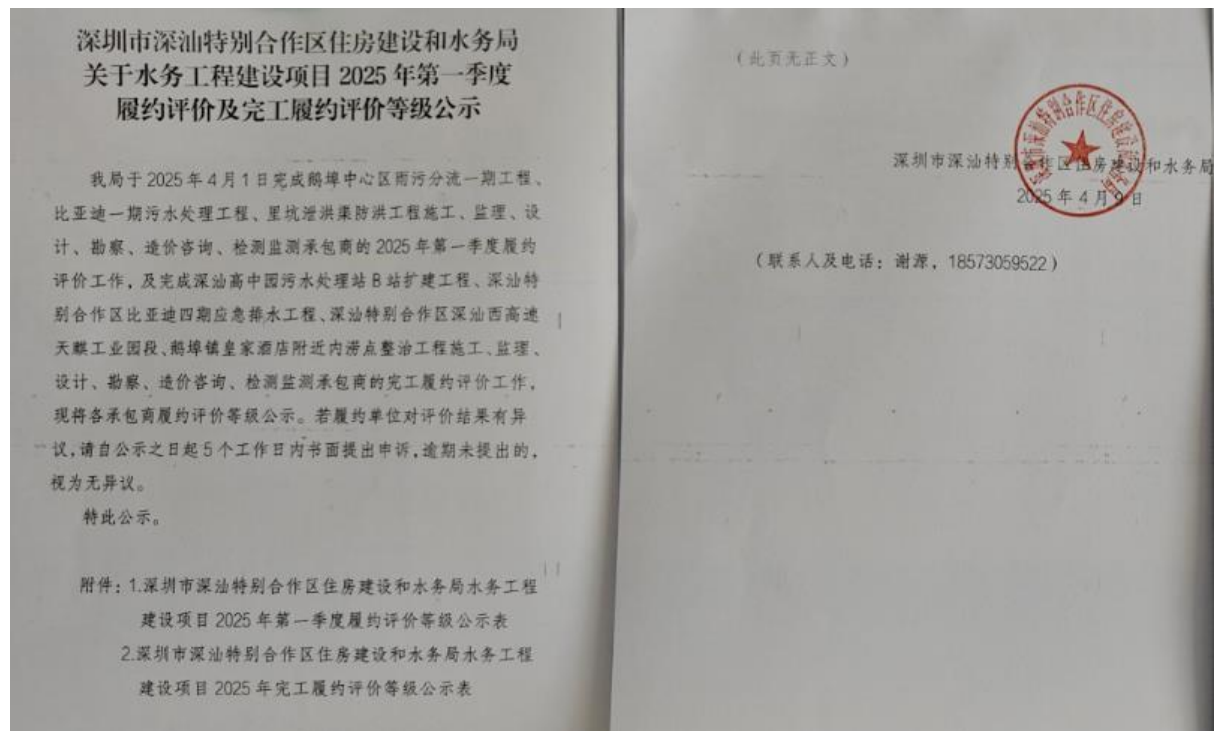 深圳市深汕特别合作区住房建设和水务局
关于水务工程建设项目2025年第一季度
履约评价及完工履约评价等级公示
我局于2025年4月1日完成鹅埠中心区雨污分流一期工程、
比亚迪一期污水处理工程、里坑泄洪渠防洪工程施工、监理、设
计、勘察、造价咨询、检测监测承包商的2025年第一季度履约
评价工作，及完成深汕高中园污水处理站B站扩建工程、深汕特
别合作区比亚迪四期应急排水工程、深汕特别合作区深汕西高速
天麒工业园段、鹅埠镇皇家酒店附近内涝点整治工程施工、监理、
设计、勘察、造价咨询、检测监测承包商的完工履约评价工作，
现将各承包商履约评价等级公示。若履约单位对评价结果有异
议，请自公示之日起5个工作日内书面提出申诉，逾期未提出的，
视为无异议。
特此公示。
附件：1.深圳市深汕特别合作区住房建设和水务局水务工程
建设项目2025年第一季度履约评价等级公示表
2.深圳市深汕特别合作区住房建设和水务局水务工程
建设项目2025年完工履约评价等级公示表
（此页无正文）
深圳市深汕特别合作区住房建设和水务局
深圳市深汕特别合作区住房建设和水务局
2025年4月9日
（联系人及电话：谢源，18573059522）